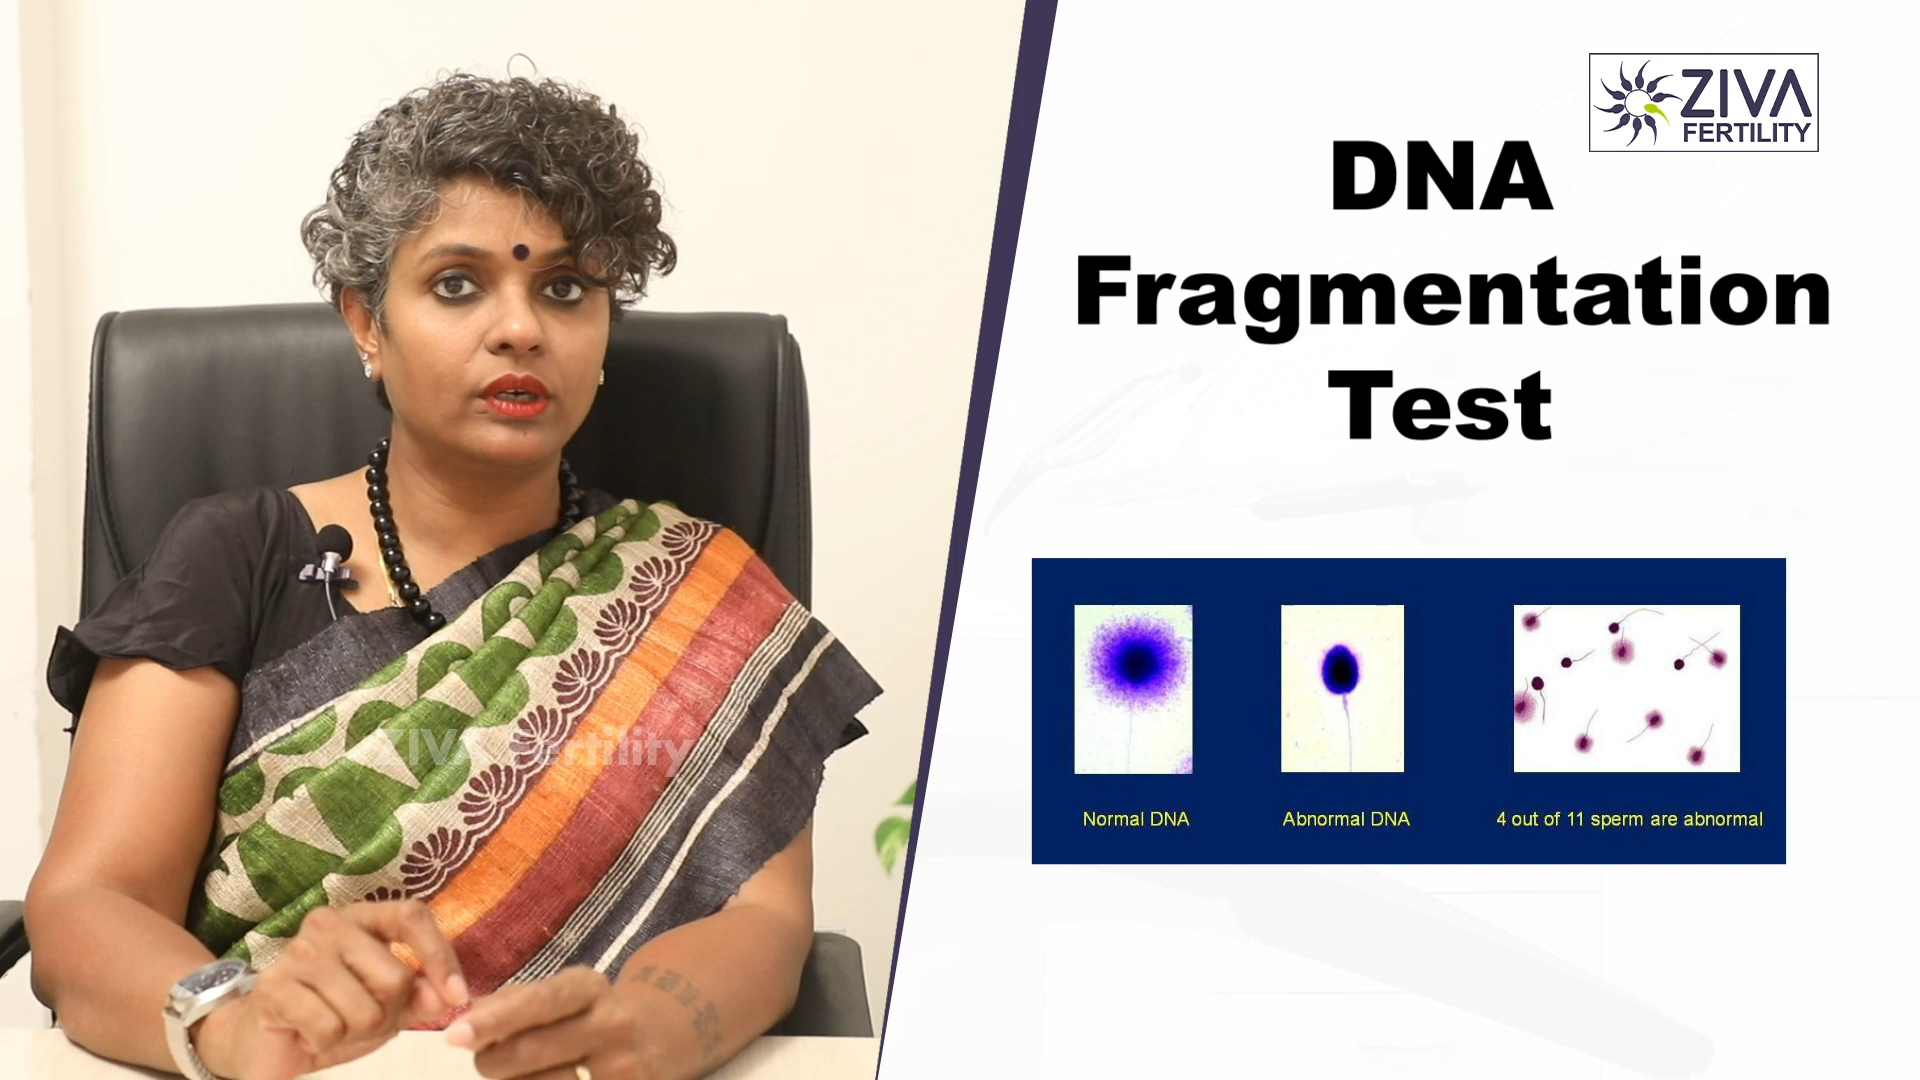 ZIVA
FERTILITY
DNA
Fragmentation
Test
Normal DNA
Abnormal DNA
4 out of 11 sperm are abnormal
ZIVA Fertility